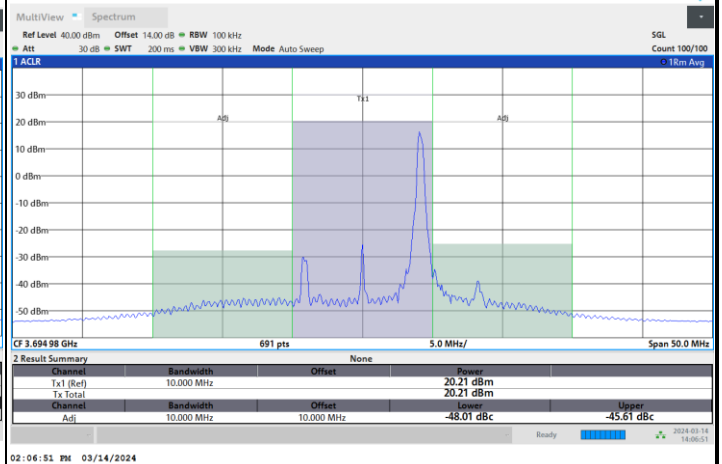 MultiView Spectrum
Ref Level 40.00 dBm Offset 14.00 dB RBW 100 kHz SGL
Att 30 dB SWT 200 ms VBW 300 kHz Mode Auto Sweep Count 100/100
1 ACLR 1Rm Avg
30 dBm
Tx1
20 dBm
Adj Adj
10 dBm
0 dBm
-10 dBm
-20 dBm
-30 dBm
-40 dBm
-50 dBm
CF 3.694 98 GHz 691 pts 5.0 MHz/ Span 50.0 MHz
2 Result Summary None
Channel Bandwidth Offset Power
Tx1 (Ref) 10.000 MHz 20.21 dBm
Tx Total 20.21 dBm
Channel Bandwidth Offset Lower Upper
Adj 10.000 MHz 10.000 MHz -48.01 dBc -45.61 dBc
Ready 2024-03-14
14:06:51
02:06:51 PM 03/14/2024